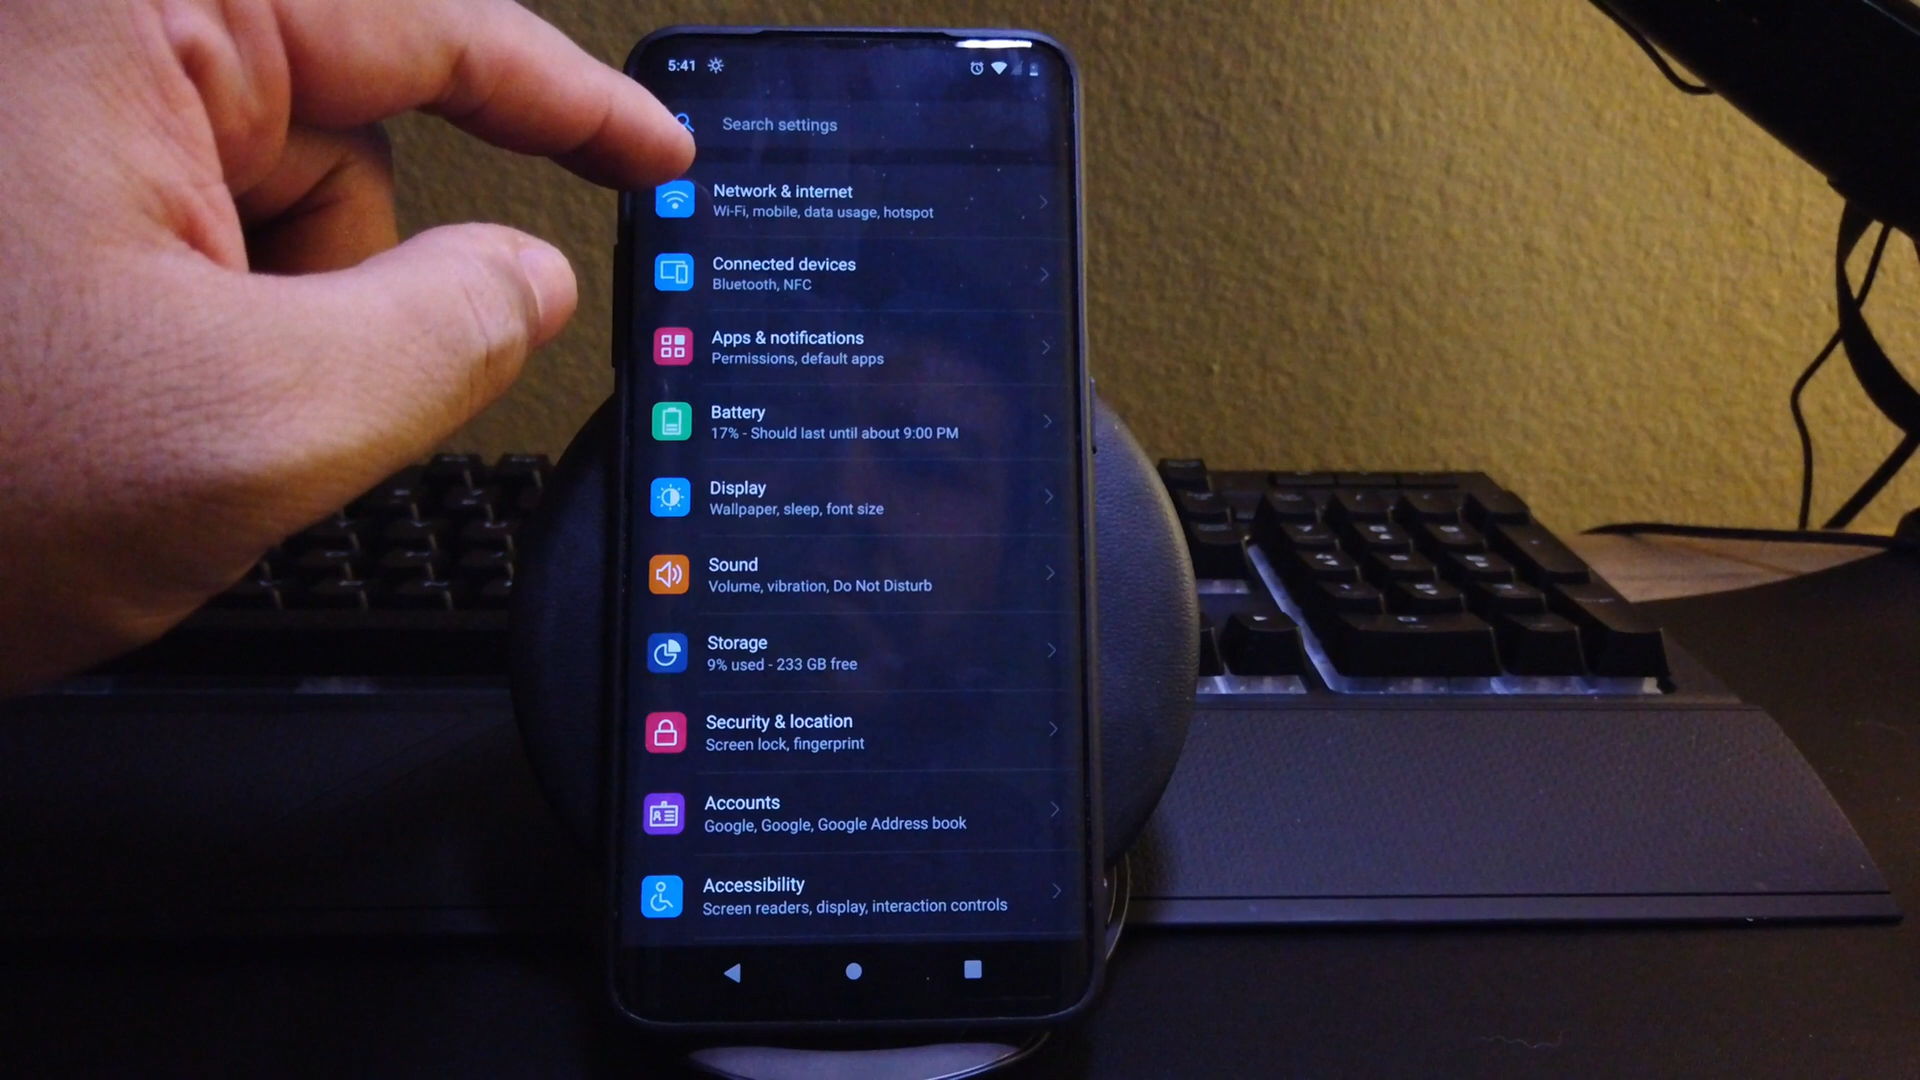 5:41
Search settings
Network & internet
Wi-Fi, mobile, data usage, hotspot
Connected devices
Bluetooth, NFC
Apps & notifications
Permissions, default apps
Battery
17% - Should last until about 9:00 PM
Display
Wallpaper, sleep, font size
Sound
Volume, vibration, Do Not Disturb
Storage
9% used - 233 GB free
Security & location
Screen lock, fingerprint
Accounts
Google, Google, Google Address book
Accessibility
Screen readers, display, interaction controls